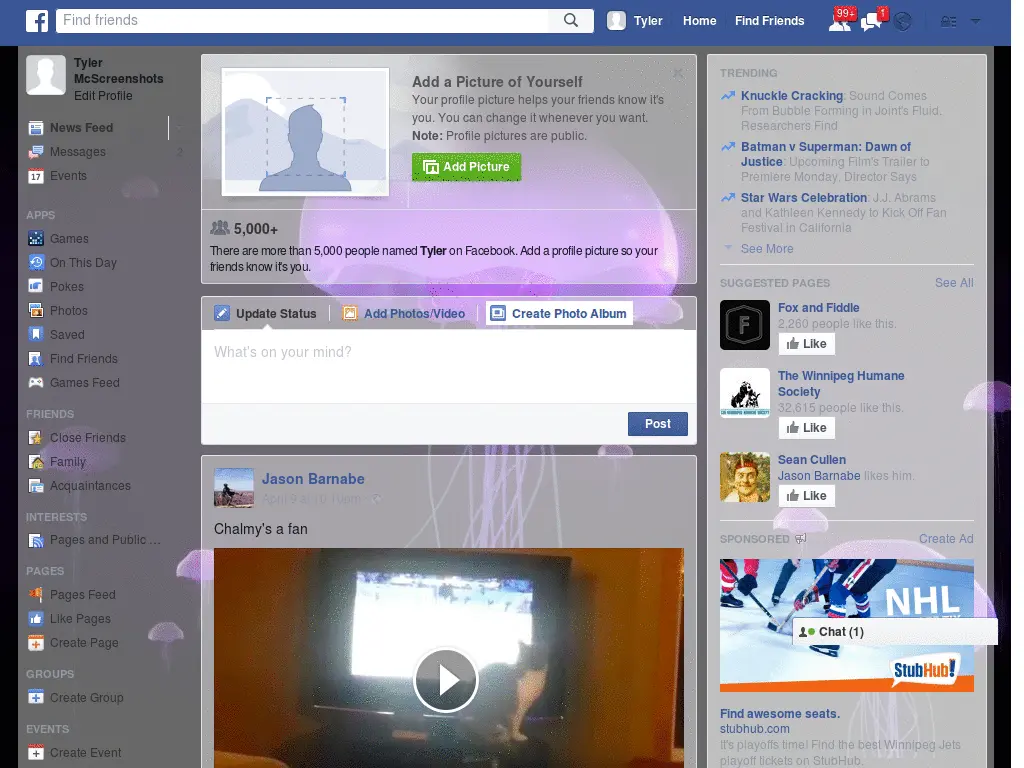 Find friends
Tyler
Home
Find Friends
99+
1
Tyler
McScreenshots
Edit Profile
News Feed
Messages
2
17
Events
APPS
Games
On This Day
Pokes
Photos
Saved
Find Friends
Games Feed
FRIENDS
Close Friends
Family
Acquaintances
INTERESTS
Pages and Public ...
PAGES
Pages Feed
Like Pages
Create Page
GROUPS
Create Group
EVENTS
Create Event
Add a Picture of Yourself
Your profile picture helps your friends know it's
you. You can change it whenever you want.
Note: Profile pictures are public.
Add Picture
5,000+
There are more than 5,000 people named Tyler on Facebook. Add a profile picture so your
friends know it's you.
Update Status
Add Photos/Video
Create Photo Album
What's on your mind?
Post
Jason Barnabe
April 9 at 10:10pm
Chalmy's a fan
TRENDING
Knuckle Cracking: Sound Comes
From Bubble Forming in Joint's Fluid,
Researchers Find
Batman v Superman: Dawn of
Justice: Upcoming Film's Trailer to
Premiere Monday, Director Says
Star Wars Celebration: J.J. Abrams
and Kathleen Kennedy to Kick Off Fan
Festival in California
See More
SUGGESTED PAGES
See All
F
Fox and Fiddle
2,260 people like this.
Like
The Winnipeg Humane
Society
32,615 people like this.
Like
Sean Cullen
Jason Barnabe likes him.
Like
SPONSORED
Create Ad
NHL
Chat (1)
StubHub!
Find awesome seats.
stubhub.com
It's playoffs time! Find the best Winnipeg Jets
playoff tickets on StubHub.